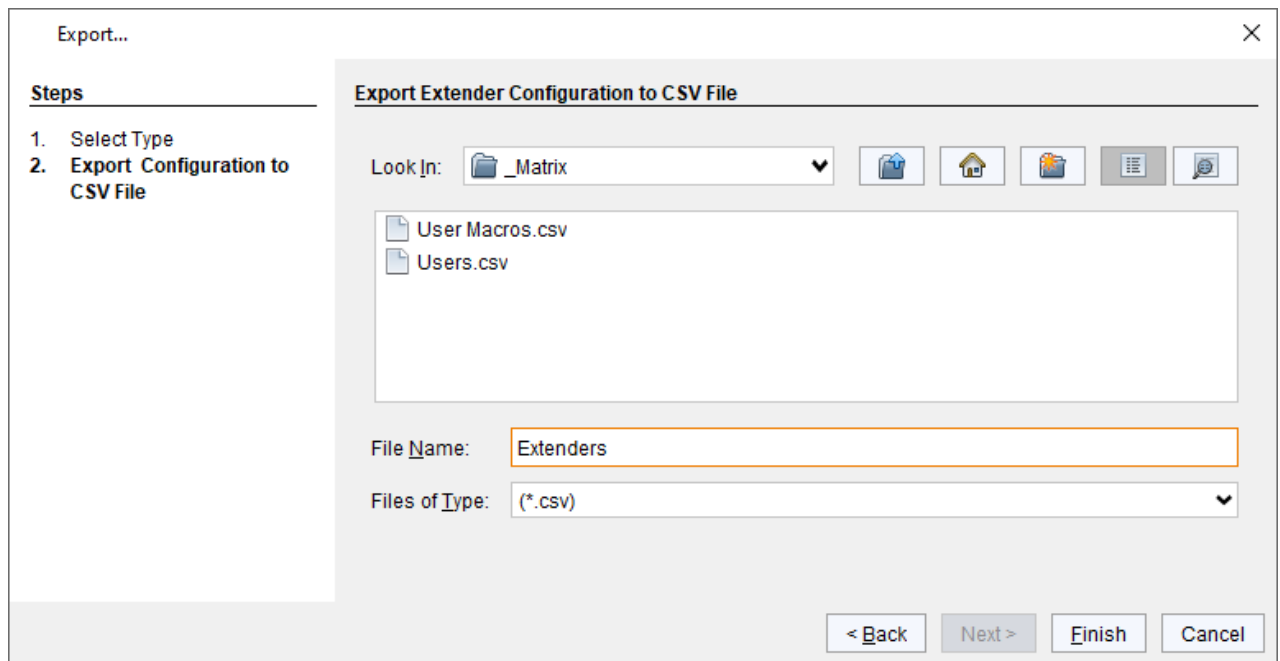 Export...
Steps
1. Select Type
2. Export Configuration to
CSV File
Export Extender Configuration to CSV File
Look In: _Matrix
User Macros.csv
Users.csv
File Name: Extenders
Files of Type: (*.csv)
< Back Next > Finish Cancel